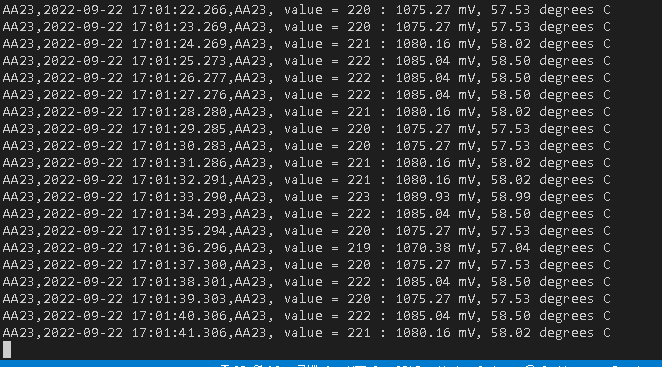 AA23,2022-09-22 17:01:22.266,AA23, value = 220 : 1075.27 mV, 57.53 degrees C
AA23,2022-09-22 17:01:23.269,AA23, value = 220 : 1075.27 mV, 57.53 degrees C
AA23,2022-09-22 17:01:24.269,AA23, value = 221 : 1080.16 mV, 58.02 degrees C
AA23,2022-09-22 17:01:25.273,AA23, value = 222 : 1085.04 mV, 58.50 degrees C
AA23,2022-09-22 17:01:26.277,AA23, value = 222 : 1085.04 mV, 58.50 degrees C
AA23,2022-09-22 17:01:27.276,AA23, value = 222 : 1085.04 mV, 58.50 degrees C
AA23,2022-09-22 17:01:28.280,AA23, value = 221 : 1080.16 mV, 58.02 degrees C
AA23,2022-09-22 17:01:29.285,AA23, value = 220 : 1075.27 mV, 57.53 degrees C
AA23,2022-09-22 17:01:30.283,AA23, value = 220 : 1075.27 mV, 57.53 degrees C
AA23,2022-09-22 17:01:31.286,AA23, value = 221 : 1080.16 mV, 58.02 degrees C
AA23,2022-09-22 17:01:32.291,AA23, value = 221 : 1080.16 mV, 58.02 degrees C
AA23,2022-09-22 17:01:33.290,AA23, value = 223 : 1089.93 mV, 58.99 degrees C
AA23,2022-09-22 17:01:34.293,AA23, value = 222 : 1085.04 mV, 58.50 degrees C
AA23,2022-09-22 17:01:35.294,AA23, value = 220 : 1075.27 mV, 57.53 degrees C
AA23,2022-09-22 17:01:36.296,AA23, value = 219 : 1070.38 mV, 57.04 degrees C
AA23,2022-09-22 17:01:37.300,AA23, value = 220 : 1075.27 mV, 57.53 degrees C
AA23,2022-09-22 17:01:38.301,AA23, value = 222 : 1085.04 mV, 58.50 degrees C
AA23,2022-09-22 17:01:39.303,AA23, value = 220 : 1075.27 mV, 57.53 degrees C
AA23,2022-09-22 17:01:40.306,AA23, value = 222 : 1085.04 mV, 58.50 degrees C
AA23,2022-09-22 17:01:41.306,AA23, value = 221 : 1080.16 mV, 58.02 degrees C